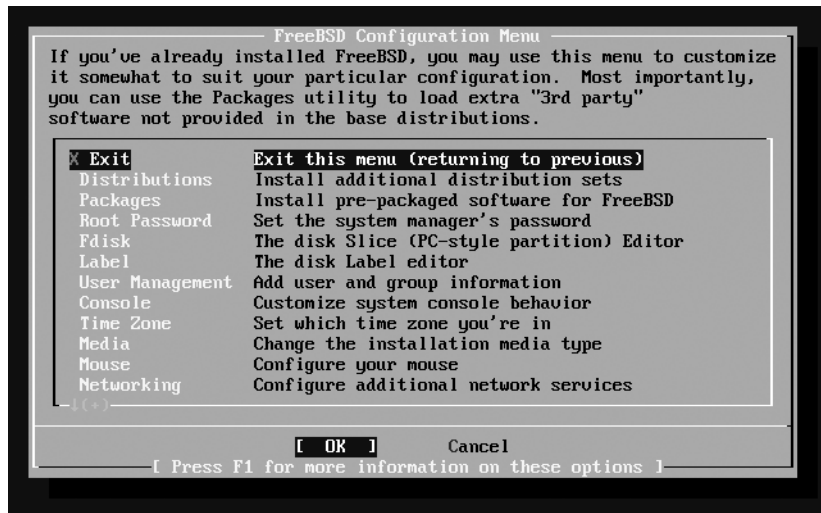 FreeBSD Configuration Menu
If you've already installed FreeBSD, you may use this menu to customize
it somewhat to suit your particular configuration.  Most importantly,
you can use the Packages utility to load extra "3rd party"
software not provided in the base distributions.
X Exit Exit this menu (returning to previous)
Distributions Install additional distribution sets
Packages Install pre-packaged software for FreeBSD
Root Password Set the system manager's password
Fdisk The disk Slice (PC-style partition) Editor
Label The disk Label editor
User Management Add user and group information
Console Customize system console behavior
Time Zone Set which time zone you're in
Media Change the installation media type
Mouse Configure your mouse
Networking Configure additional network services
↓(+)
[ OK ] Cancel
[ Press F1 for more information on these options ]